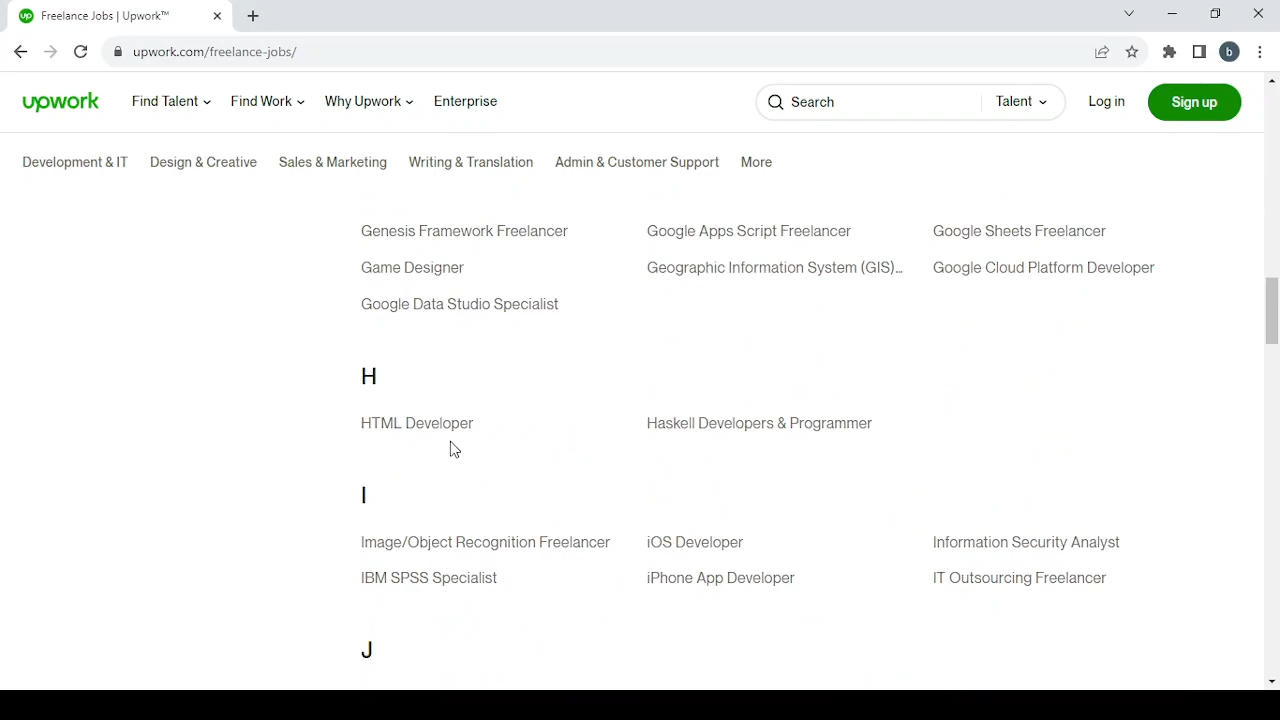 Freelance Jobs | Upwork™
upwork.com/freelance-jobs/
b
upwork Find Talent Find Work Why Upwork Enterprise Search Talent Log in Sign up
Development & IT Design & Creative Sales & Marketing Writing & Translation Admin & Customer Support More
Genesis Framework Freelancer Google Apps Script Freelancer Google Sheets Freelancer
Game Designer Geographic Information System (GIS)... Google Cloud Platform Developer
Google Data Studio Specialist
H
HTML Developer Haskell Developers & Programmer
I
Image/Object Recognition Freelancer iOS Developer Information Security Analyst
IBM SPSS Specialist iPhone App Developer IT Outsourcing Freelancer
J